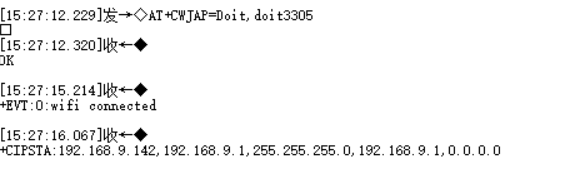 [15:27:12.229]发→◇AT+CWJAP=Doit,doit3305
□
[15:27:12.320]收←◆
OK
[15:27:15.214]收←◆
+EVT:0:wifi connected
[15:27:16.067]收←◆
+CIPSTA:192.168.9.142,192.168.9.1,255.255.255.0,192.168.9.1,0.0.0.0